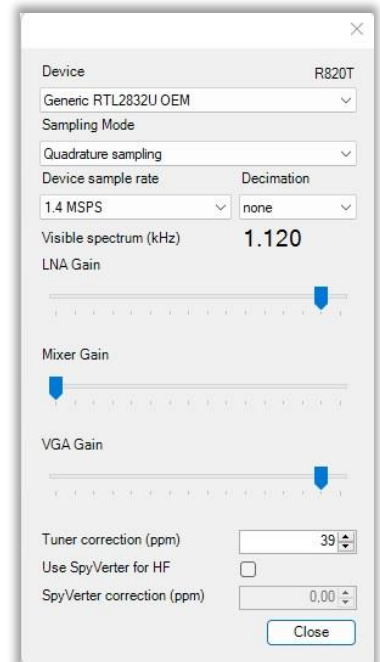 Device R820T
Generic RTL2832U OEM
Sampling Mode
Quadrature sampling
Device sample rate Decimation
1.4 MSPS none
Visible spectrum (kHz) 1.120
LNA Gain
Mixer Gain
VGA Gain
Tuner correction (ppm) 39
Use SpyVerter for HF
SpyVerter correction (ppm) 0,00
Close